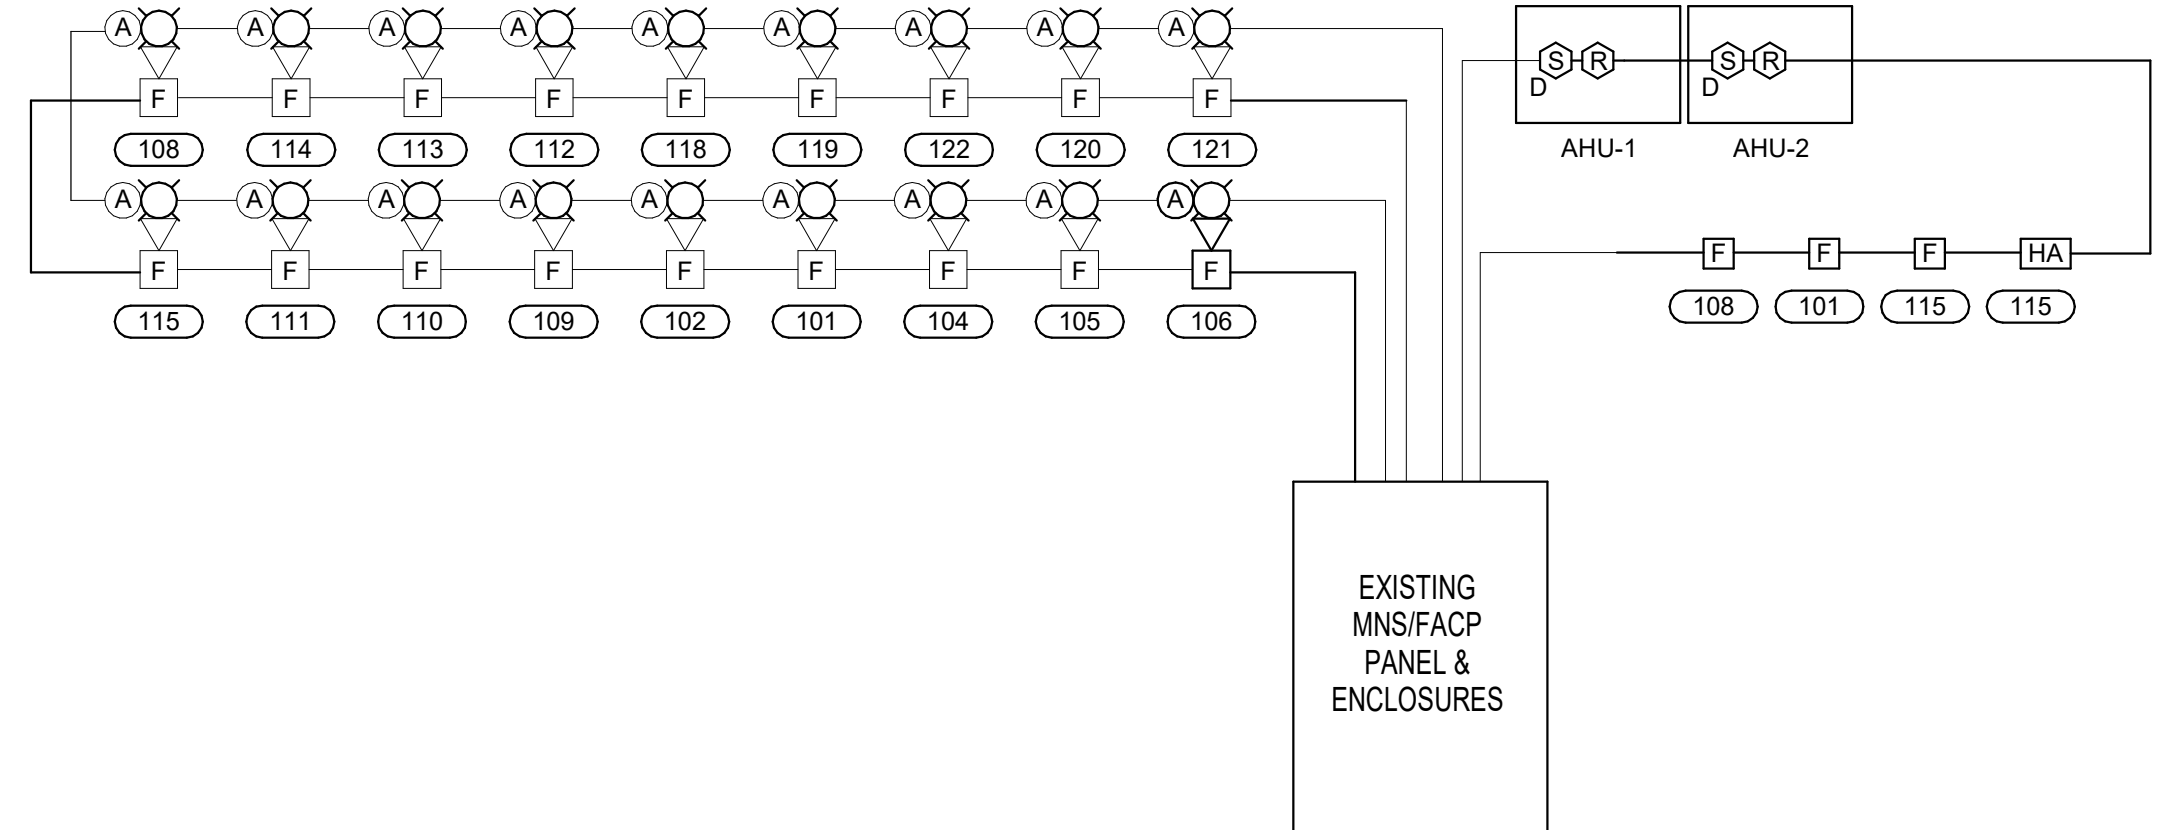 A A A A A A A A A
F F F F F F F F F
108 114 113 112 118 119 122 120 121
A A A A A A A A A
F F F F F F F F F
115 111 110 109 102 101 104 105 106
S R S R
D D
AHU-1 AHU-2
F F F HA
108 101 115 115
EXISTING
MNS/FACP
PANEL &
ENCLOSURES